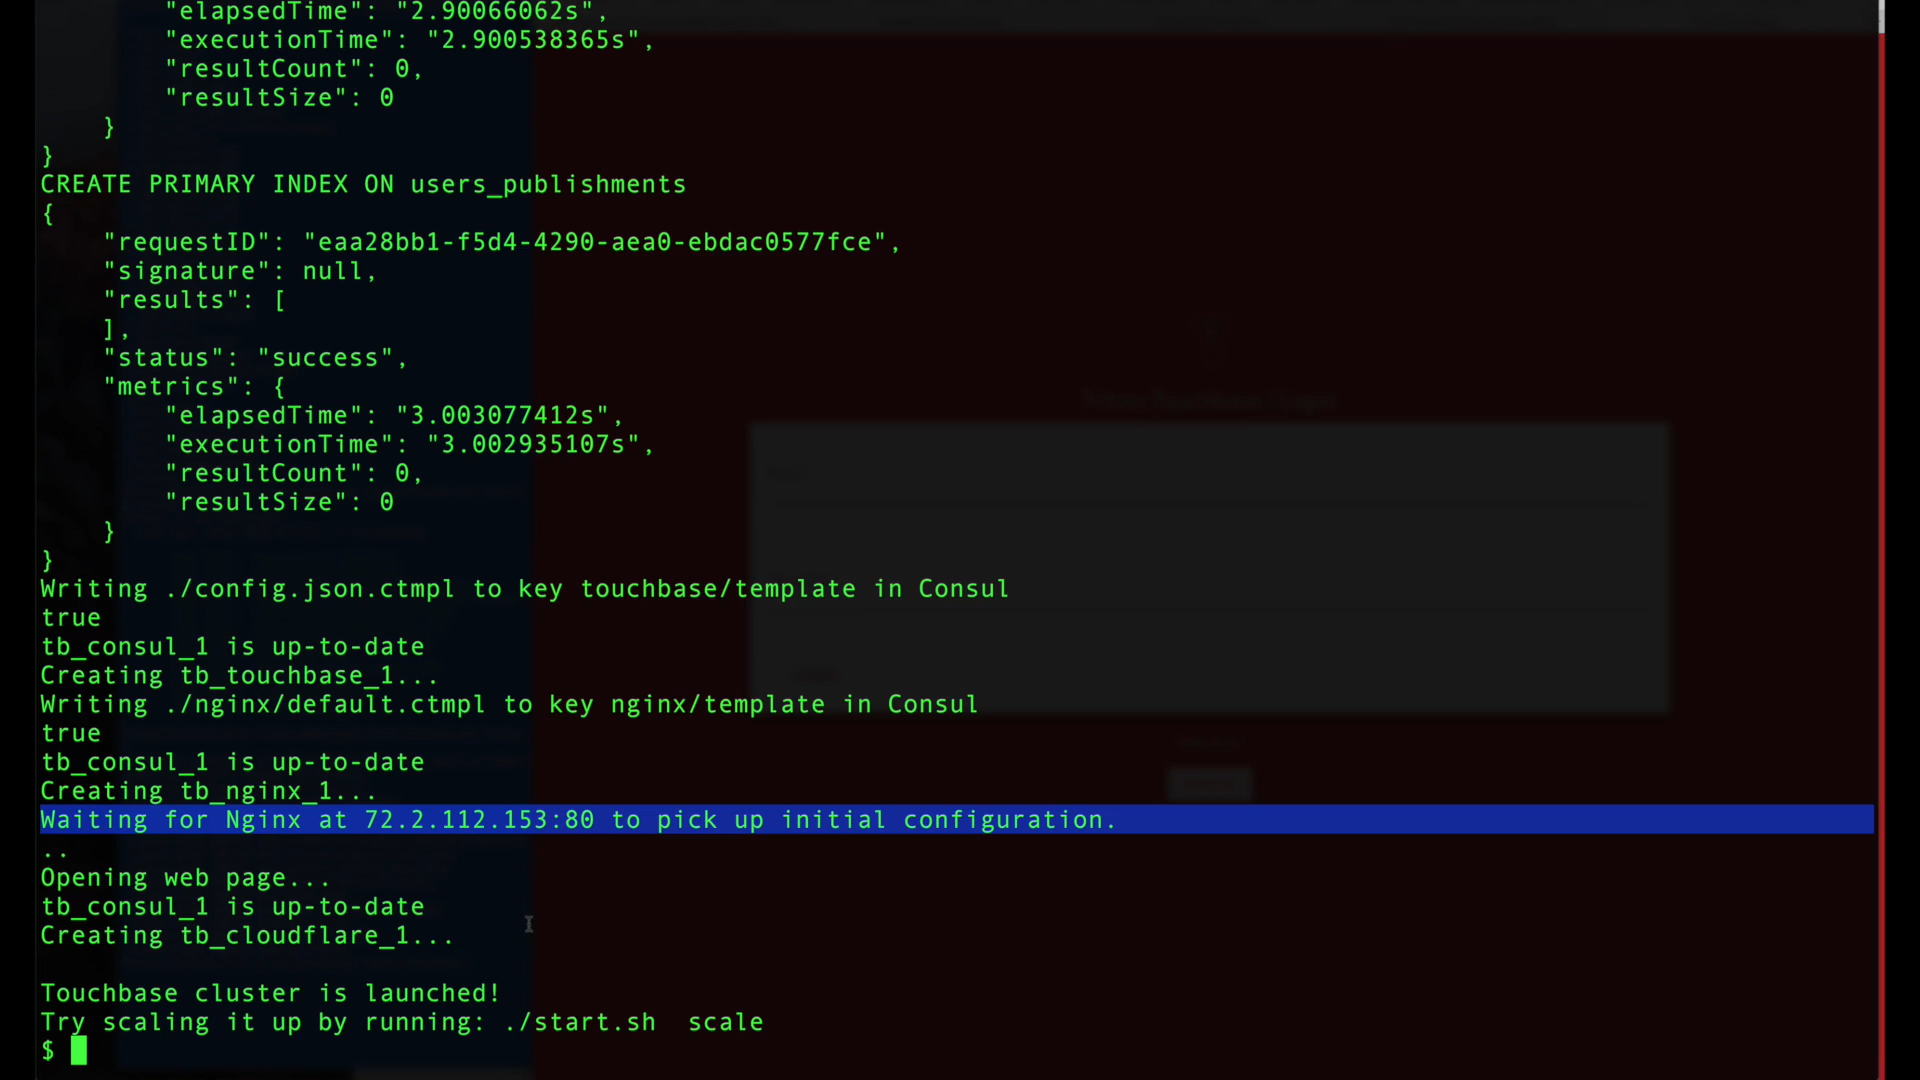 "elapsedTime": "2.90066062s",
"executionTime": "2.900538365s",
"resultCount": 0,
"resultSize": 0
}
}
CREATE PRIMARY INDEX ON users_publishments
{
"requestID": "eaa28bb1-f5d4-4290-aea0-ebdac0577fce",
"signature": null,
"results": [
],
"status": "success",
"metrics": {
"elapsedTime": "3.003077412s",
"executionTime": "3.002935107s",
"resultCount": 0,
"resultSize": 0
}
}
Writing ./config.json.ctmpl to key touchbase/template in Consul
true
tb_consul_1 is up-to-date
Creating tb_touchbase_1...
Writing ./nginx/default.ctmpl to key nginx/template in Consul
true
tb_consul_1 is up-to-date
Creating tb_nginx_1...
Waiting for Nginx at 72.2.112.153:80 to pick up initial configuration.
..
Opening web page...
tb_consul_1 is up-to-date
Creating tb_cloudflare_1...
Touchbase cluster is launched!
Try scaling it up by running: ./start.sh  scale
$